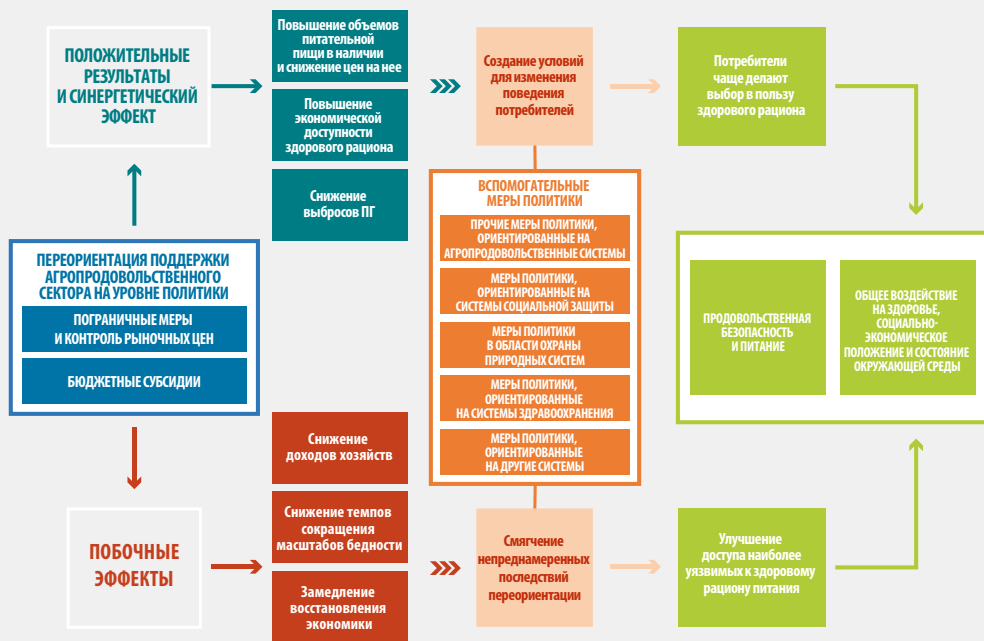 ПОЛОЖИТЕЛЬНЫЕ
РЕЗУЛЬТАТЫ
И СИНЕРГЕТИЧЕСКИЙ
ЭФФЕКТ
Повышение объемов
питательной
пищи в наличии
и снижение цен на нее
Повышение
экономической
доступности
здорового рациона
Снижение
выбросов ПГ
Создание условий
для изменения
поведения
потребителей
Потребители
чаще делают
выбор в пользу
здорового рациона
ПЕРЕОРИЕНТАЦИЯ ПОДДЕРЖКИ
АГРОПРОДОВОЛЬСТВЕННОГО
СЕКТОРА НА УРОВНЕ ПОЛИТИКИ
ПОГРАНИЧНЫЕ МЕРЫ
И КОНТРОЛЬ РЫНОЧНЫХ ЦЕН
БЮДЖЕТНЫЕ СУБСИДИИ
ВСПОМОГАТЕЛЬНЫЕ
МЕРЫ ПОЛИТИКИ
ПРОЧИЕ МЕРЫ ПОЛИТИКИ,
ОРИЕНТИРОВАННЫЕ НА
АГРОПРОДОВОЛЬСТВЕННЫЕ СИСТЕМЫ
МЕРЫ ПОЛИТИКИ,
ОРИЕНТИРОВАННЫЕ НА
СИСТЕМЫ СОЦИАЛЬНОЙ ЗАЩИТЫ
МЕРЫ ПОЛИТИКИ
В ОБЛАСТИ ОХРАНЫ
ПРИРОДНЫХ СИСТЕМ
МЕРЫ ПОЛИТИКИ,
ОРИЕНТИРОВАННЫЕ
НА СИСТЕМЫ ЗДРАВООХРАНЕНИЯ
МЕРЫ ПОЛИТИКИ,
ОРИЕНТИРОВАННЫЕ
НА ДРУГИЕ СИСТЕМЫ
ПРОДОВОЛЬСТВЕННАЯ
БЕЗОПАСНОСТЬ
И ПИТАНИЕ
ОБЩЕЕ ВОЗДЕЙСТВИЕ
НА ЗДОРОВЬЕ,
СОЦИАЛЬНО-
ЭКОНОМИЧЕСКОЕ
ПОЛОЖЕНИЕ И СОСТОЯНИЕ
ОКРУЖАЮЩЕЙ СРЕДЫ
ПОБОЧНЫЕ
ЭФФЕКТЫ
Снижение
доходов хозяйств
Снижение темпов
сокращения
масштабов бедности
Замедление
восстановления
экономики
Смягчение
непреднамеренных
последствий
переориентации
Улучшение
доступа наиболее
уязвимых к здоровому
рациону питания